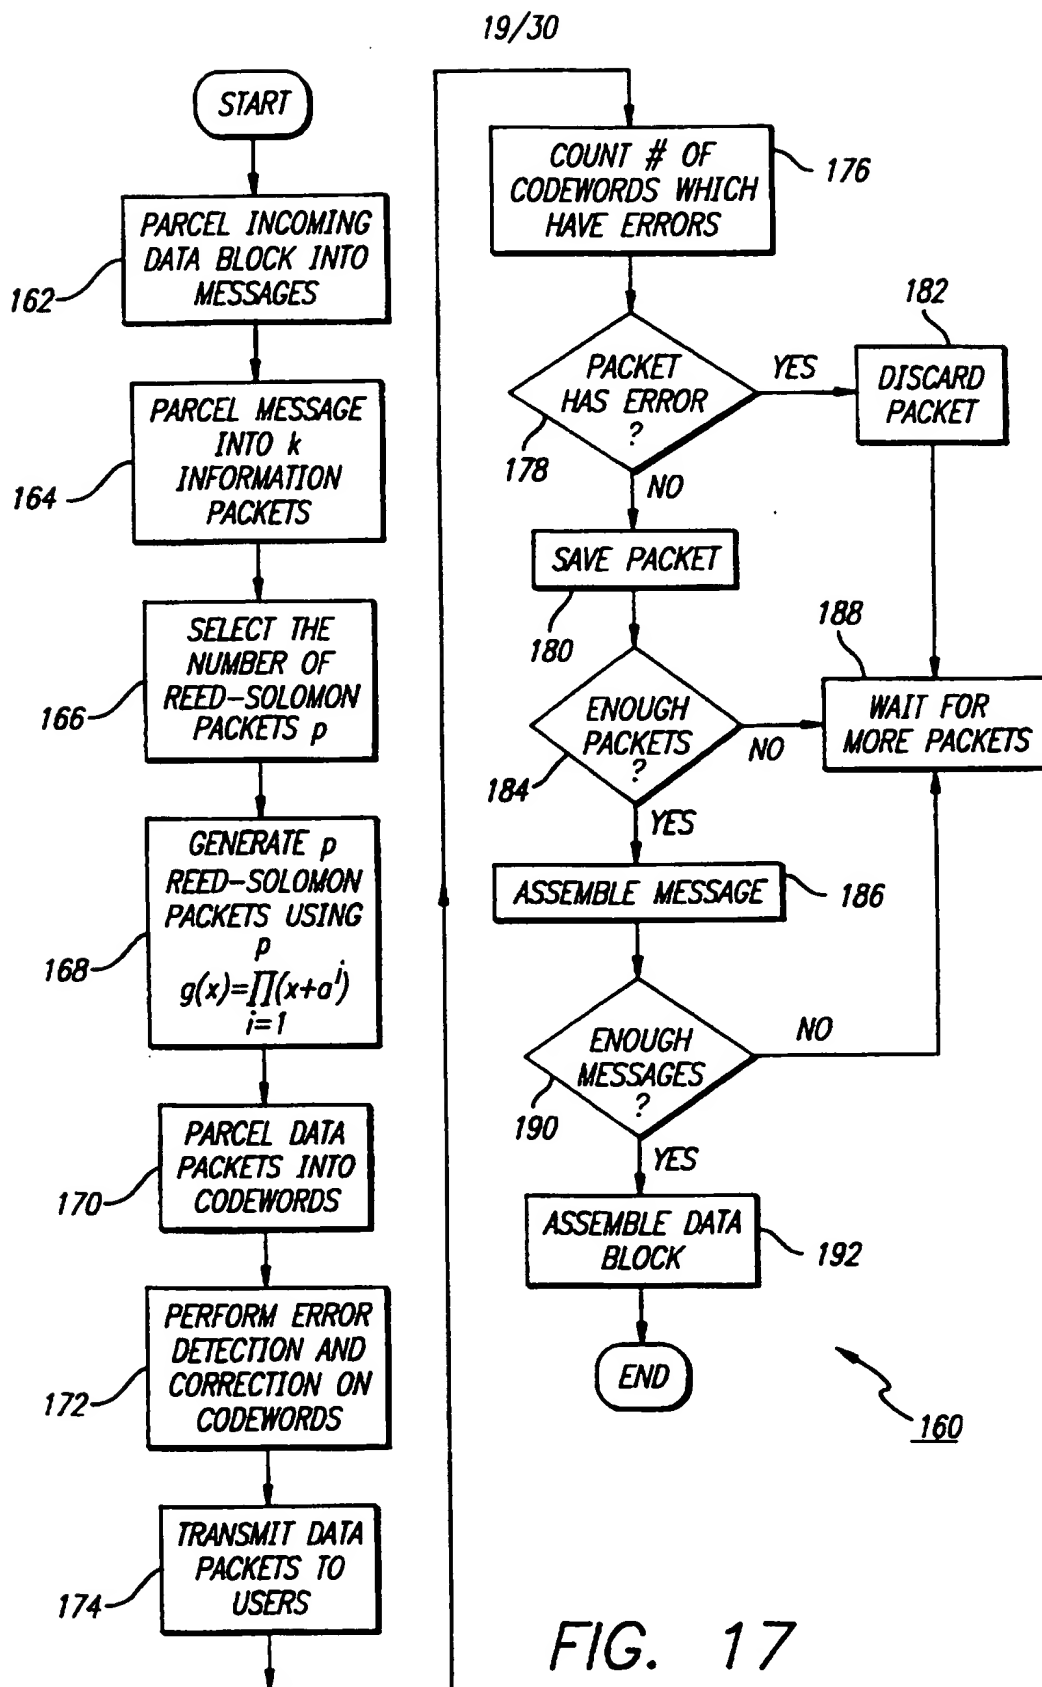 19/30
START
PARCEL INCOMING
DATA BLOCK INTO
MESSAGES
162
PARCEL MESSAGE
INTO k
INFORMATION
PACKETS
164
SELECT THE
NUMBER OF
REED-SOLOMON
PACKETS p
166
GENERATE p
REED-SOLOMON
PACKETS USING
p
g(x)=∏(x+a^i)
i=1
168
PARCEL DATA
PACKETS INTO
CODEWORDS
170
PERFORM ERROR
DETECTION AND
CORRECTION ON
CODEWORDS
172
TRANSMIT DATA
PACKETS TO
USERS
174
COUNT # OF
CODEWORDS WHICH
HAVE ERRORS
176
PACKET
HAS ERROR
?
178
YES
182
DISCARD
PACKET
NO
SAVE PACKET
180
188
WAIT FOR
MORE PACKETS
ENOUGH
PACKETS
?
184
NO
YES
ASSEMBLE MESSAGE
186
ENOUGH
MESSAGES
?
190
NO
YES
ASSEMBLE DATA
BLOCK
192
END
160
FIG. 17